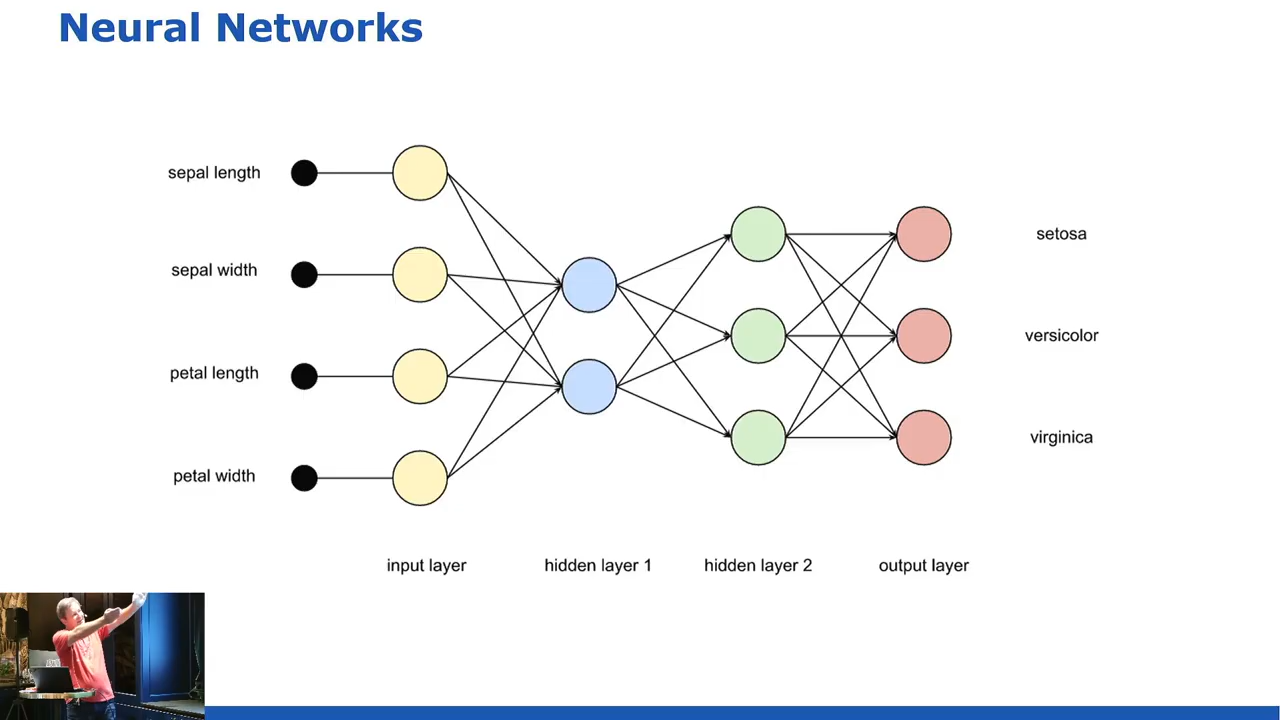 Neural Networks
sepal length
sepal width
petal length
petal width
setosa
versicolor
virginica
input layer
hidden layer 1
hidden layer 2
output layer